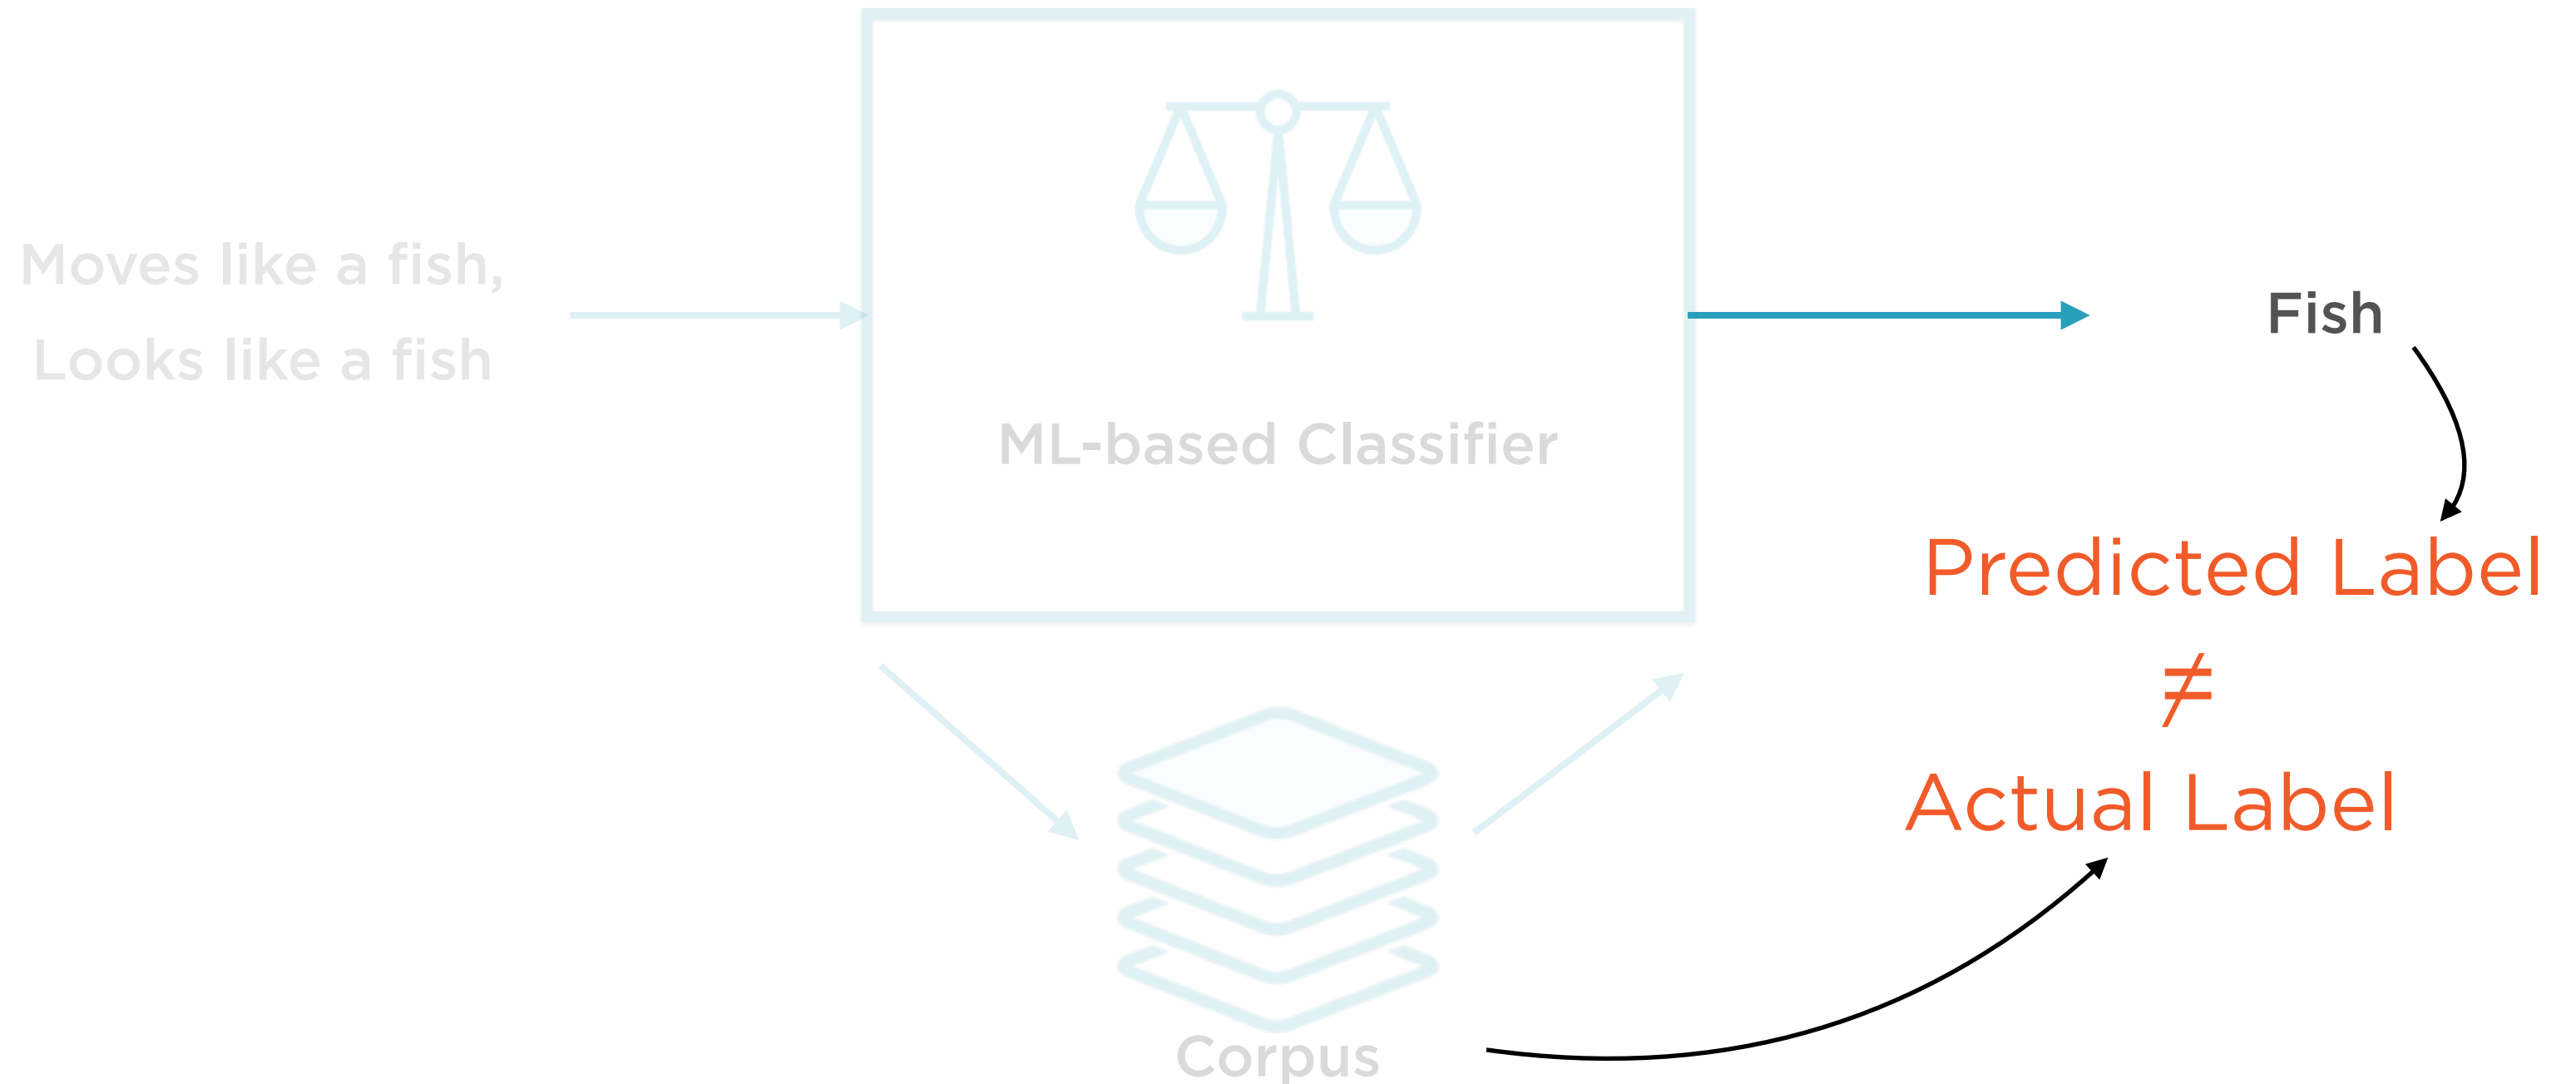 Moves like a fish,
Looks like a fish
ML-based Classifier
Fish
Predicted Label
≠
Actual Label
Corpus